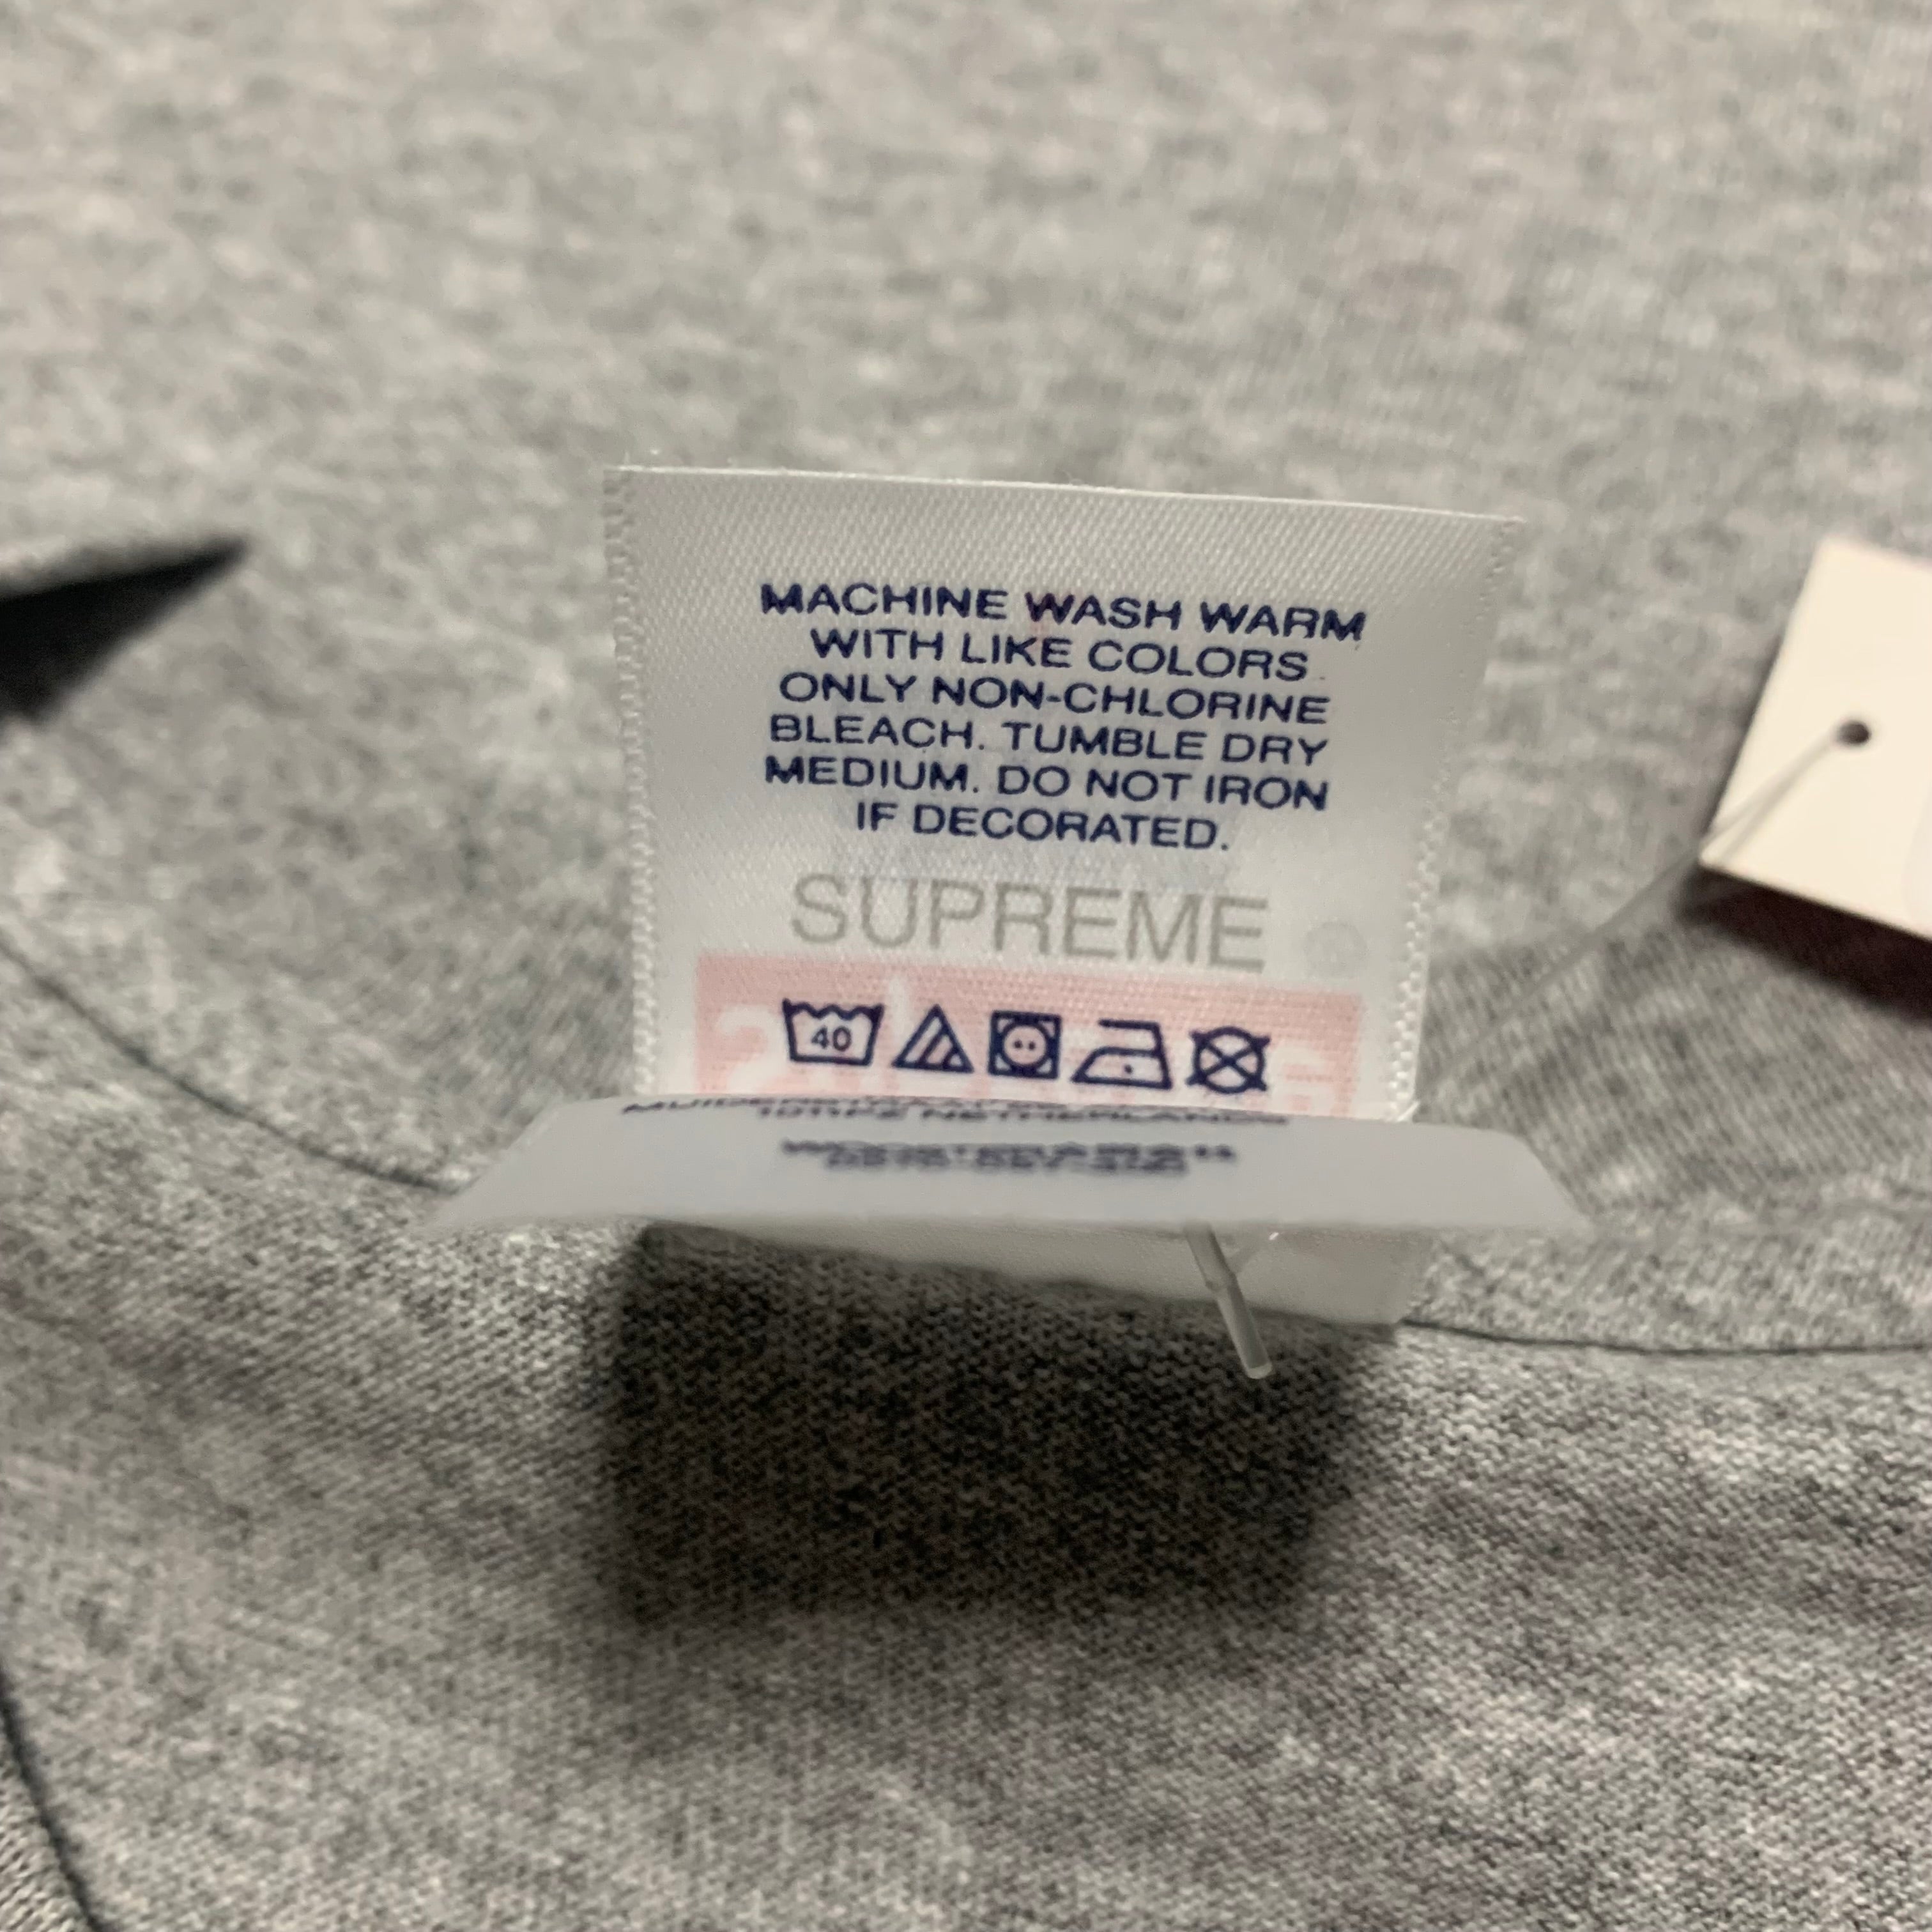 MACHINE WASH WARM
WITH LIKE COLORS.
ONLY NON-CHLORINE
BLEACH. TUMBLE DRY
MEDIUM. DO NOT IRON
IF DECORATED.
SUPREME
40
NETHERLANDS